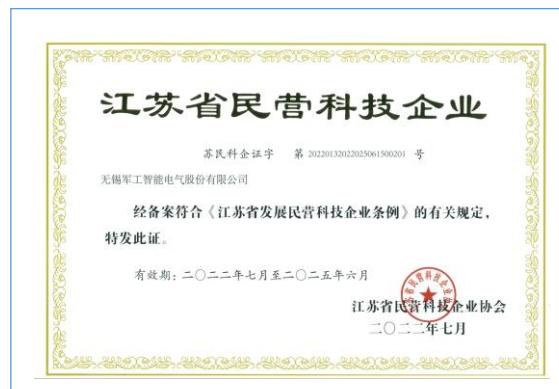 江苏省民营科技企业
苏民科企证字 第 20220132022025061500201 号
无锡军工智能电气股份有限公司
经备案符合《江苏省发展民营科技企业条例》的有关规定，
特发此证。
有效期：二〇二二年七月至二〇二五年六月
江苏省民营科技企业协会
二〇二二年七月